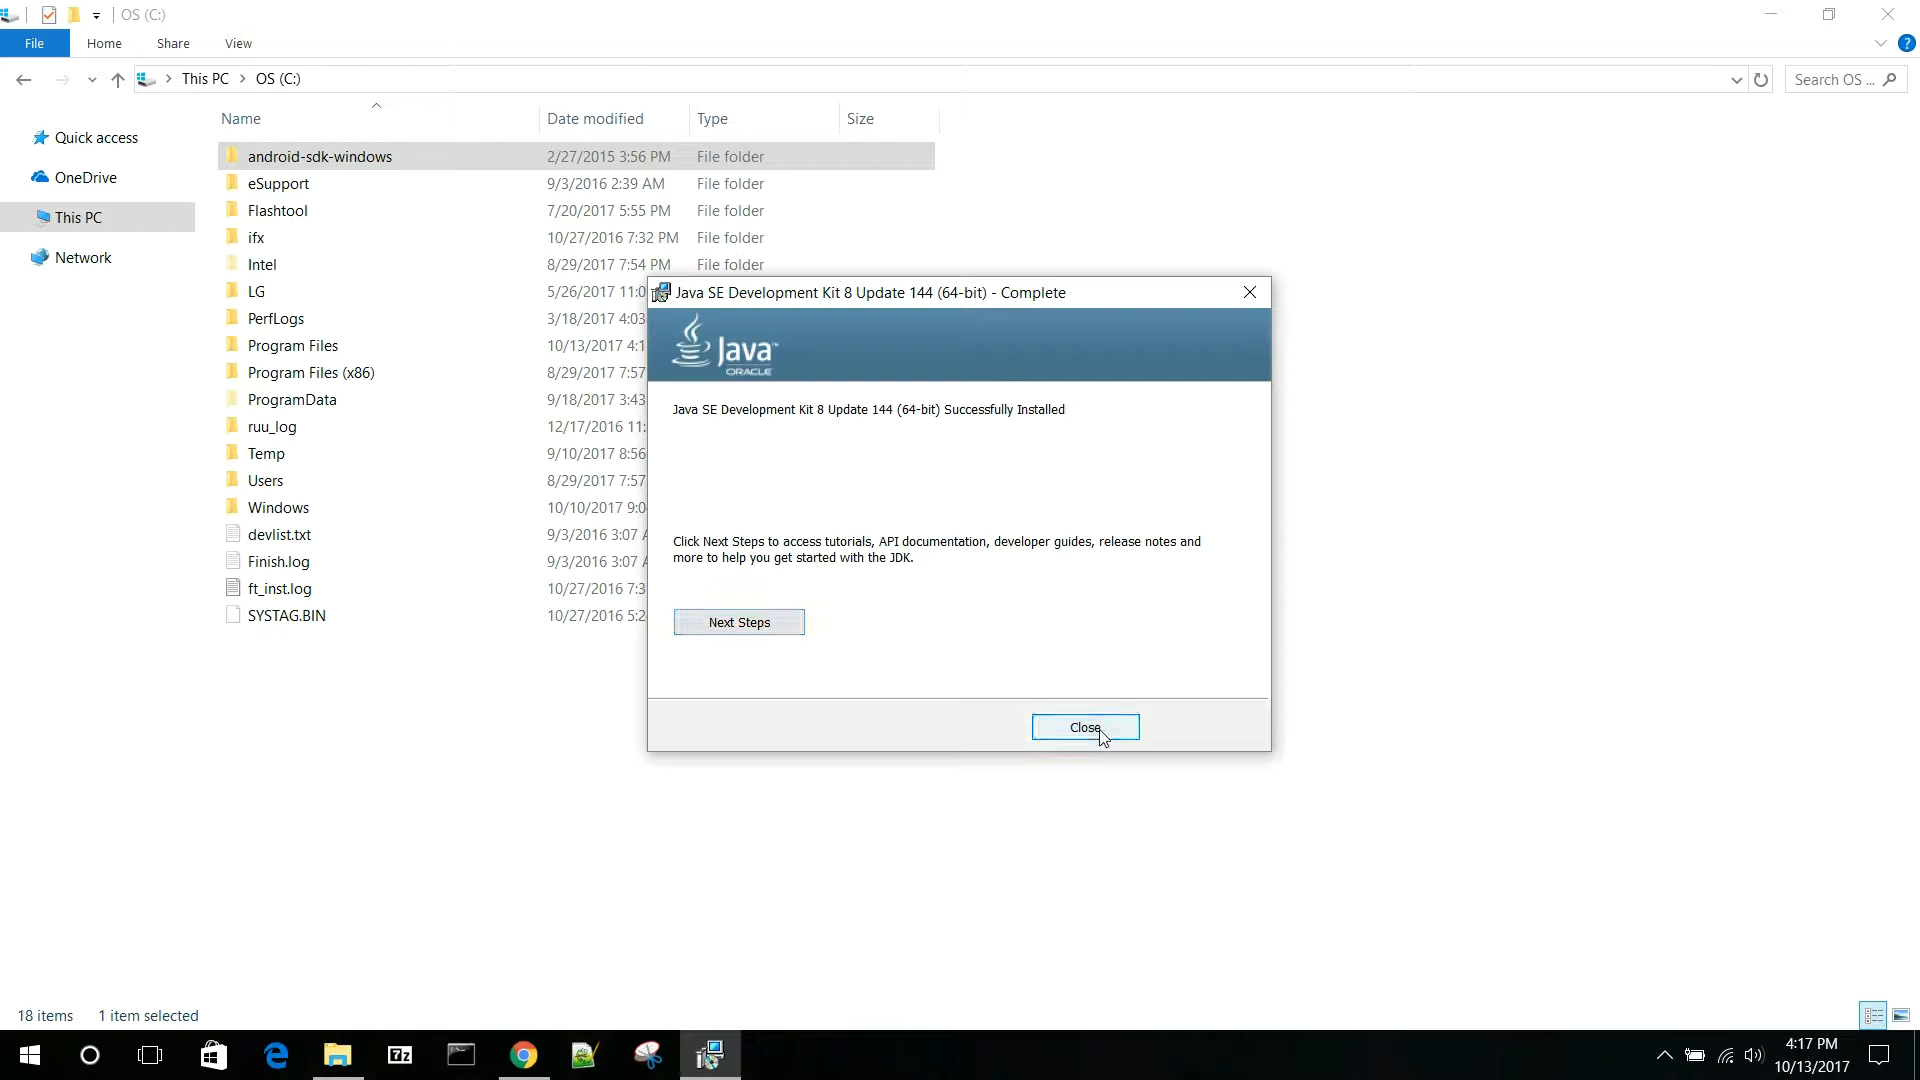 OS (C:)
File
Home
Share
View
?
This PC
OS (C:)
Search OS ...
Name
Date modified
Type
Size
Quick access
OneDrive
This PC
Network
android-sdk-windows 2/27/2015 3:56 PM File folder
eSupport 9/3/2016 2:39 AM File folder
Flashtool 7/20/2017 5:55 PM File folder
ifx 10/27/2016 7:32 PM File folder
Intel 8/29/2017 7:54 PM File folder
LG 5/26/2017 11:0
PerfLogs 3/18/2017 4:03
Program Files 10/13/2017 4:1
Program Files (x86) 8/29/2017 7:57
ProgramData 9/18/2017 3:43
ruu_log 12/17/2016 11:
Temp 9/10/2017 8:56
Users 8/29/2017 7:57
Windows 10/10/2017 9:0
devlist.txt 9/3/2016 3:07
Finish.log 9/3/2016 3:07
ft_inst.log 10/27/2016 7:3
SYSTAG.BIN 10/27/2016 5:2
Java SE Development Kit 8 Update 144 (64-bit) - Complete
Java™
ORACLE
Java SE Development Kit 8 Update 144 (64-bit) Successfully Installed
Click Next Steps to access tutorials, API documentation, developer guides, release notes and
more to help you get started with the JDK.
Next Steps
Close
18 items
1 item selected
7z
4:17 PM
10/13/2017